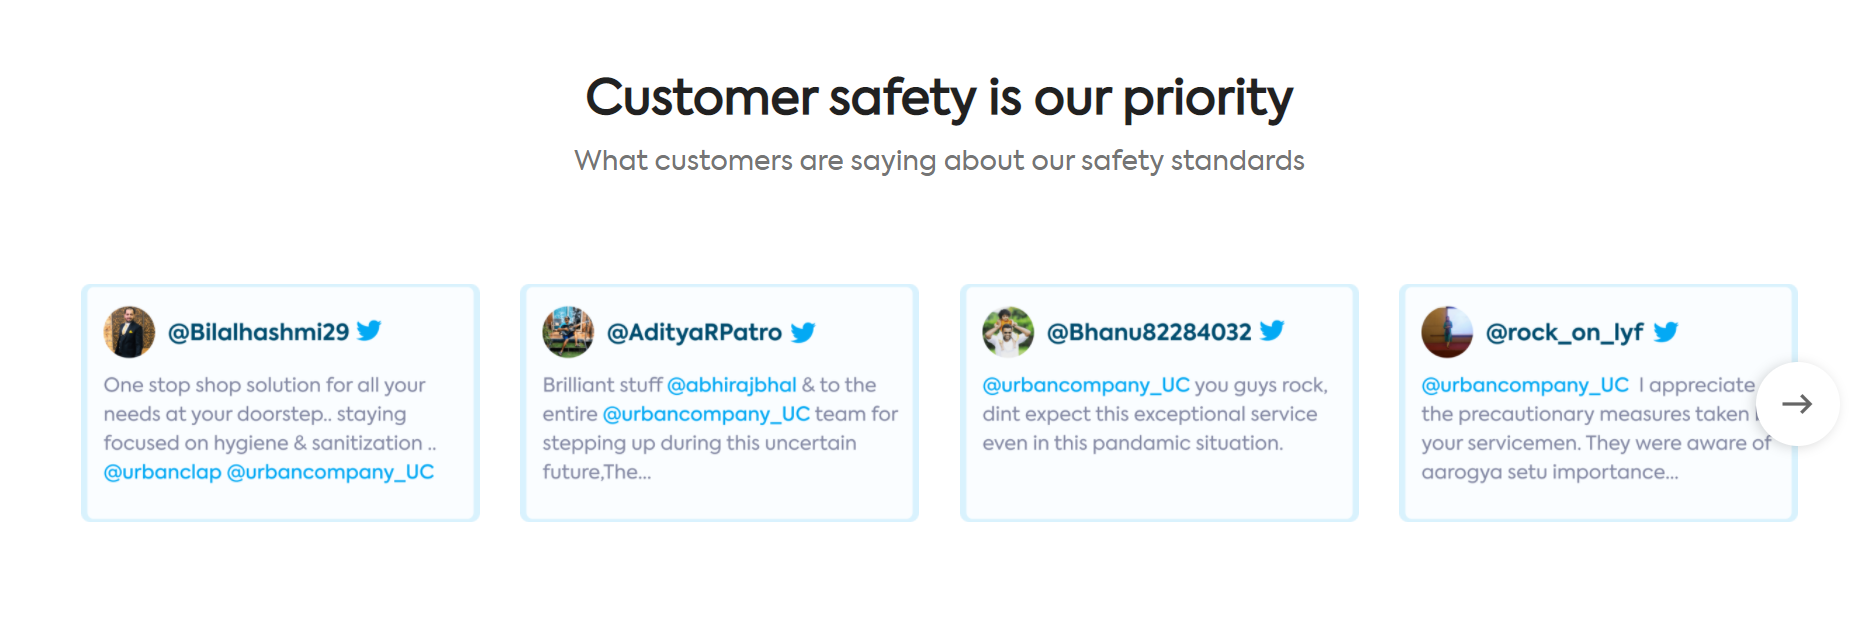 Customer safety is our priority
What customers are saying about our safety standards
@Bilalhashmi29
One stop shop solution for all your
needs at your doorstep.. staying
focused on hygiene & sanitization ..
@urbanclap @urbancompany_UC
@AdityaRPatro
Brilliant stuff @abhirajbhal & to the
entire @urbancompany_UC team for
stepping up during this uncertain
future,The...
@Bhanu82284032
@urbancompany_UC you guys rock,
dint expect this exceptional service
even in this pandamic situation.
@rock_on_lyf
@urbancompany_UC I appreciate
the precautionary measures taken
your servicemen. They were aware of
aarogya setu importance...